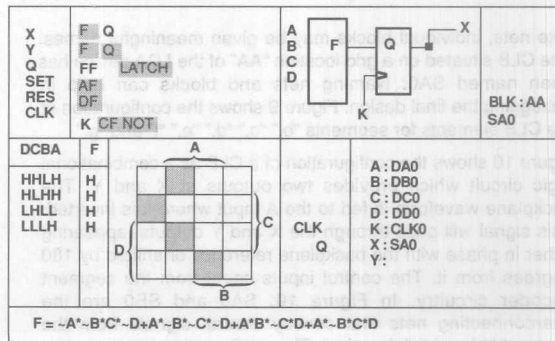 X F Q
Y F Q
Q FF LATCH
SET AF
RES DF
CLK K CF NOT
A
B
C
D
F
Q
X
K
BLK:AA
SA0
DCBA F
HHLH H
HLHH H
LHLL H
LLLH H
A
C
D
B
CLK
A:DA0
B:DB0
C:DC0
D:DD0
K:CLK0
X:SA0
Y:
F = ~A*~B*C*~D+A*~B*~C*~D+A*B*~C*D+A*~B*C*D